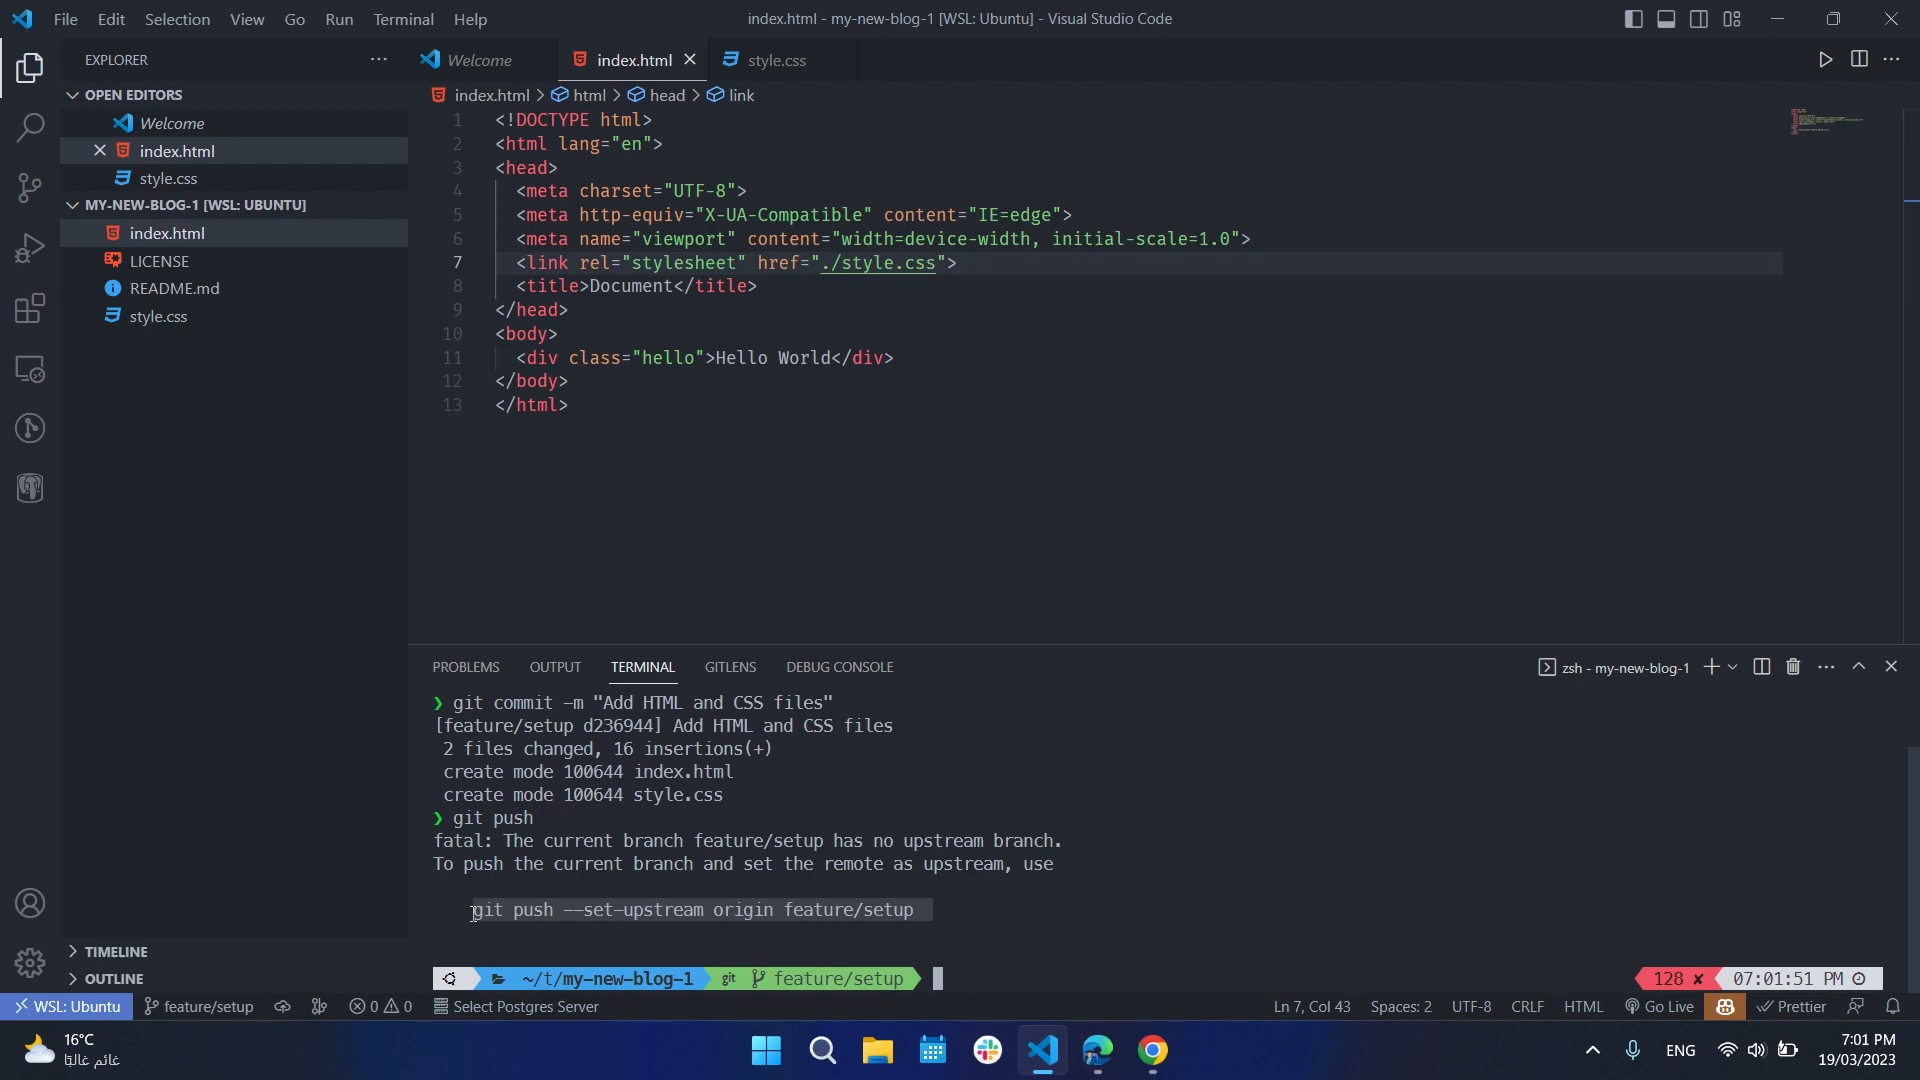 File Edit Selection View Go Run Terminal Help
index.html - my-new-blog-1 [WSL: Ubuntu] - Visual Studio Code
EXPLORER
Welcome
index.html
style.css
OPEN EDITORS
Welcome
index.html
style.css
MY-NEW-BLOG-1 [WSL: UBUNTU]
index.html
LICENSE
README.md
style.css
TIMELINE
OUTLINE
index.html > html > head > link
1 <!DOCTYPE html>
2 <html lang="en">
3 <head>
4 <meta charset="UTF-8">
5 <meta http-equiv="X-UA-Compatible" content="IE=edge">
6 <meta name="viewport" content="width=device-width, initial-scale=1.0">
7 <link rel="stylesheet" href="./style.css">
8 <title>Document</title>
9 </head>
10 <body>
11 <div class="hello">Hello World</div>
12 </body>
13 </html>
PROBLEMS OUTPUT TERMINAL GITLENS DEBUG CONSOLE
zsh - my-new-blog-1
❯ git commit -m "Add HTML and CSS files"
[feature/setup d236944] Add HTML and CSS files
2 files changed, 16 insertions(+)
create mode 100644 index.html
create mode 100644 style.css
❯ git push
fatal: The current branch feature/setup has no upstream branch.
To push the current branch and set the remote as upstream, use
git push --set-upstream origin feature/setup
~/t/my-new-blog-1 git feature/setup
128 ✘ 07:01:51 PM
WSL: Ubuntu feature/setup 0 0 Select Postgres Server
Ln 7, Col 43 Spaces: 2 UTF-8 CRLF HTML Go Live Prettier
16°C
غائم غالبًا
ENG
7:01 PM
19/03/2023